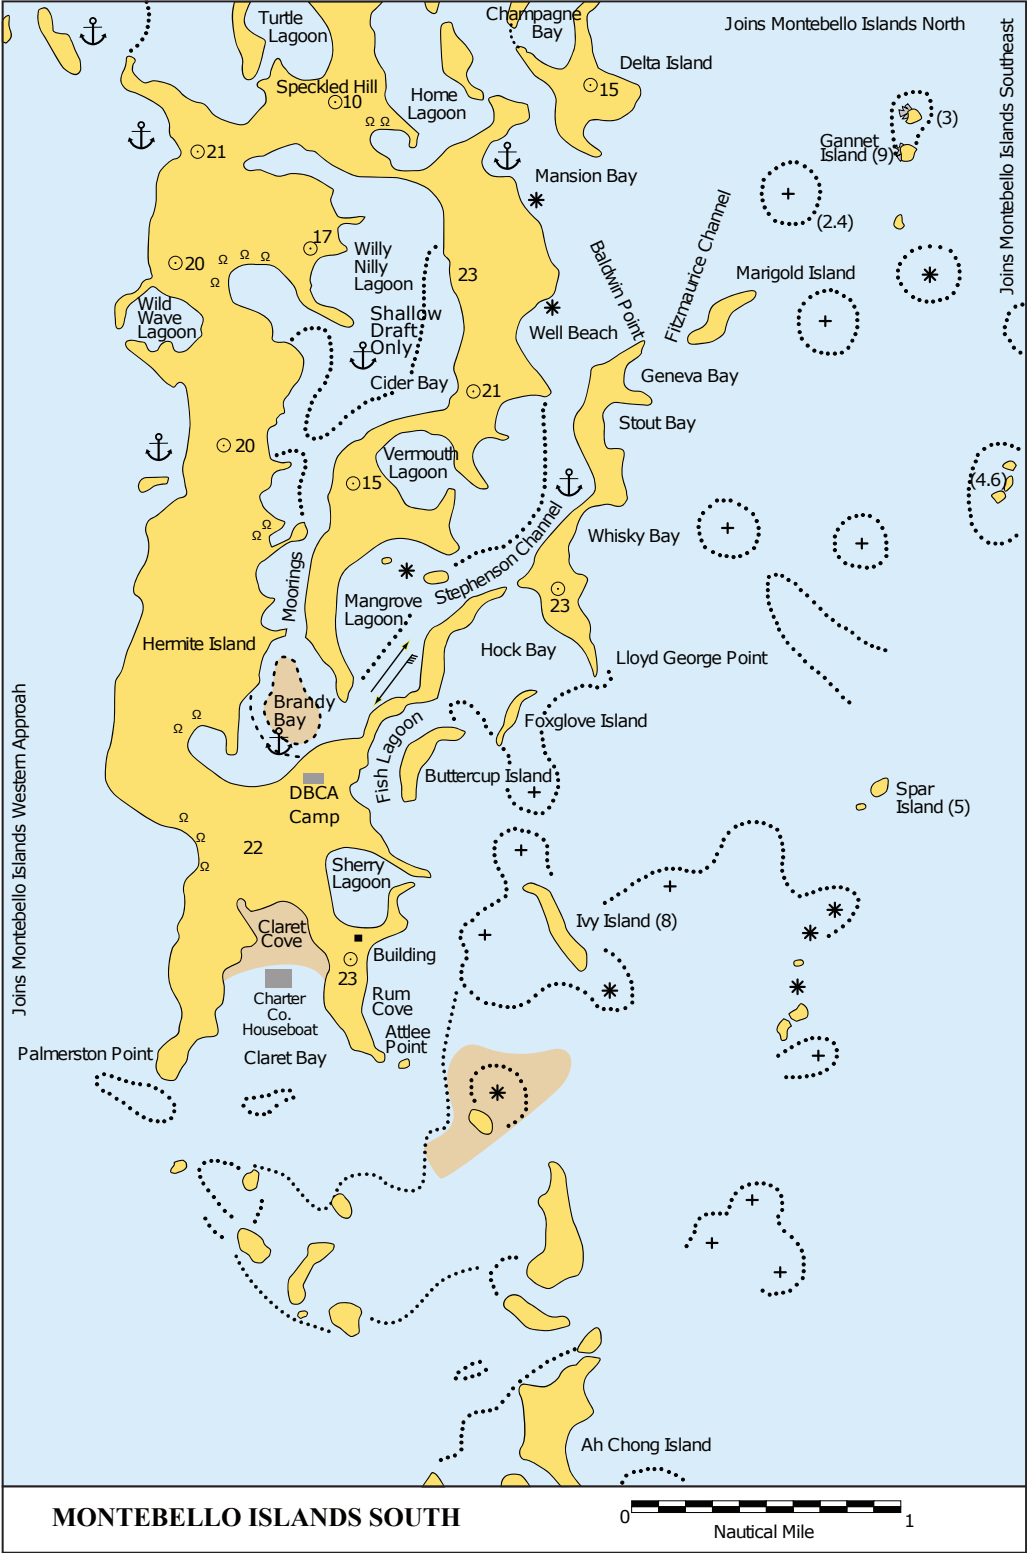 Turtle
Lagoon
Champagne
Bay
Joins Montebello Islands North
Joins Montebello Islands Southeast
Delta Island
Speckled Hill
10
Home
Lagoon
15
(3)
Gannet
Island (9)
21
Mansion Bay
(2.4)
17
Willy
Nilly
Lagoon
20
23
Baldwin Point
Fitzmaurice Channel
Marigold Island
Wild
Wave
Lagoon
Shallow
Draft
Only
Well Beach
Cider Bay
21
Geneva Bay
Stout Bay
20
Vermouth
Lagoon
15
(4.6)
Stephenson Channel
Whisky Bay
Moorings
Mangrove
Lagoon
23
Hermite Island
Hock Bay
Lloyd George Point
Joins Montebello Islands Western Approah
Brandy
Bay
Foxglove Island
Fish Lagoon
Buttercup Island
DBCA
Camp
Spar
Island (5)
22
Sherry
Lagoon
Claret
Cove
Ivy Island (8)
Building
23
Charter
Co.
Houseboat
Rum
Cove
Attlee
Point
Palmerston Point
Claret Bay
Ah Chong Island
MONTEBELLO ISLANDS SOUTH
0
1
Nautical Mile